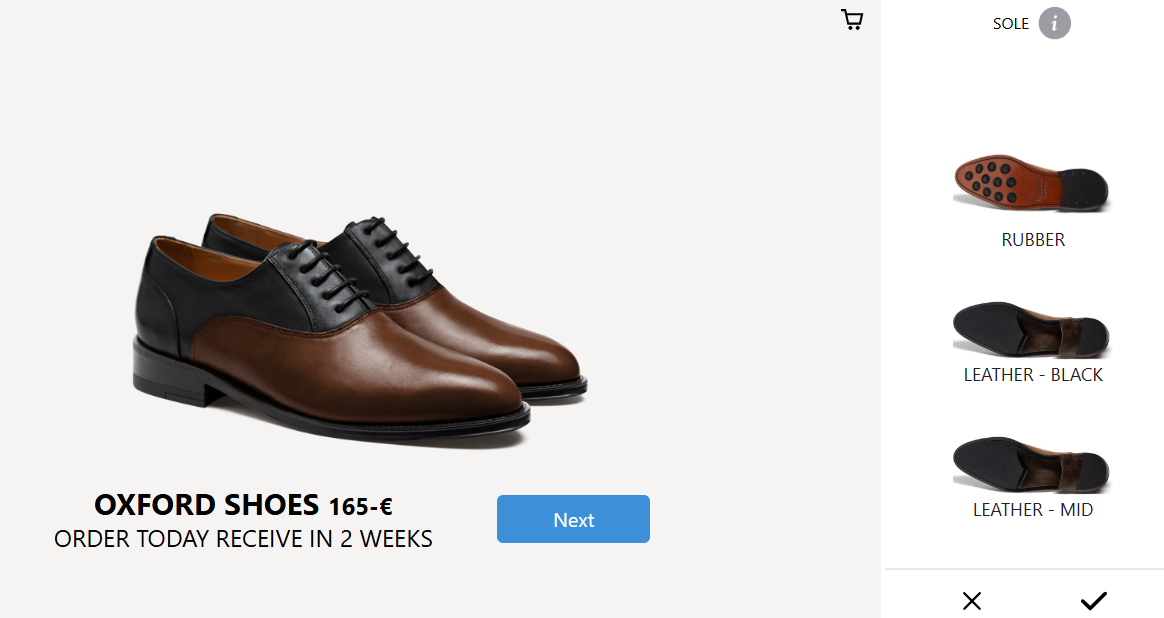 SOLE
RUBBER
LEATHER - BLACK
LEATHER - MID
OXFORD SHOES 165-€
ORDER TODAY RECEIVE IN 2 WEEKS
Next